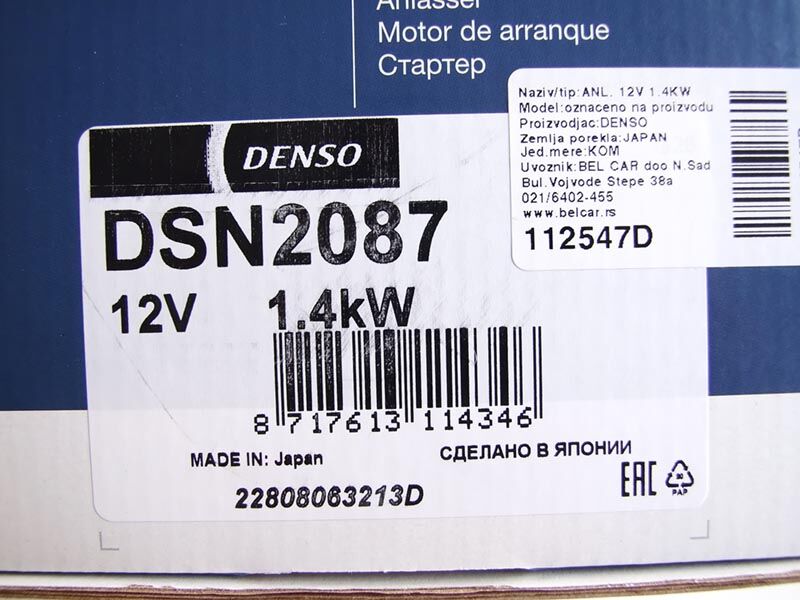 Anlasser
Motor de arranque
Стартер
Naziv/tip:ANL. 12V 1.4KW
Model:oznaceno na proizvodu
Proizvodjac:DENSO
Zemlja porekla:JAPAN
Jed.mere:KOM
Uvoznik:BEL CAR doo N.Sad
Bul.Vojvode Stepe 38a
021/6402-455
www.belcar.rs
112547D
DENSO
DSN2087
12V 1.4kW
8 717613 114346
MADE IN: Japan СДЕЛАНО В ЯПОНИИ
22808063213D
EAC
PAP